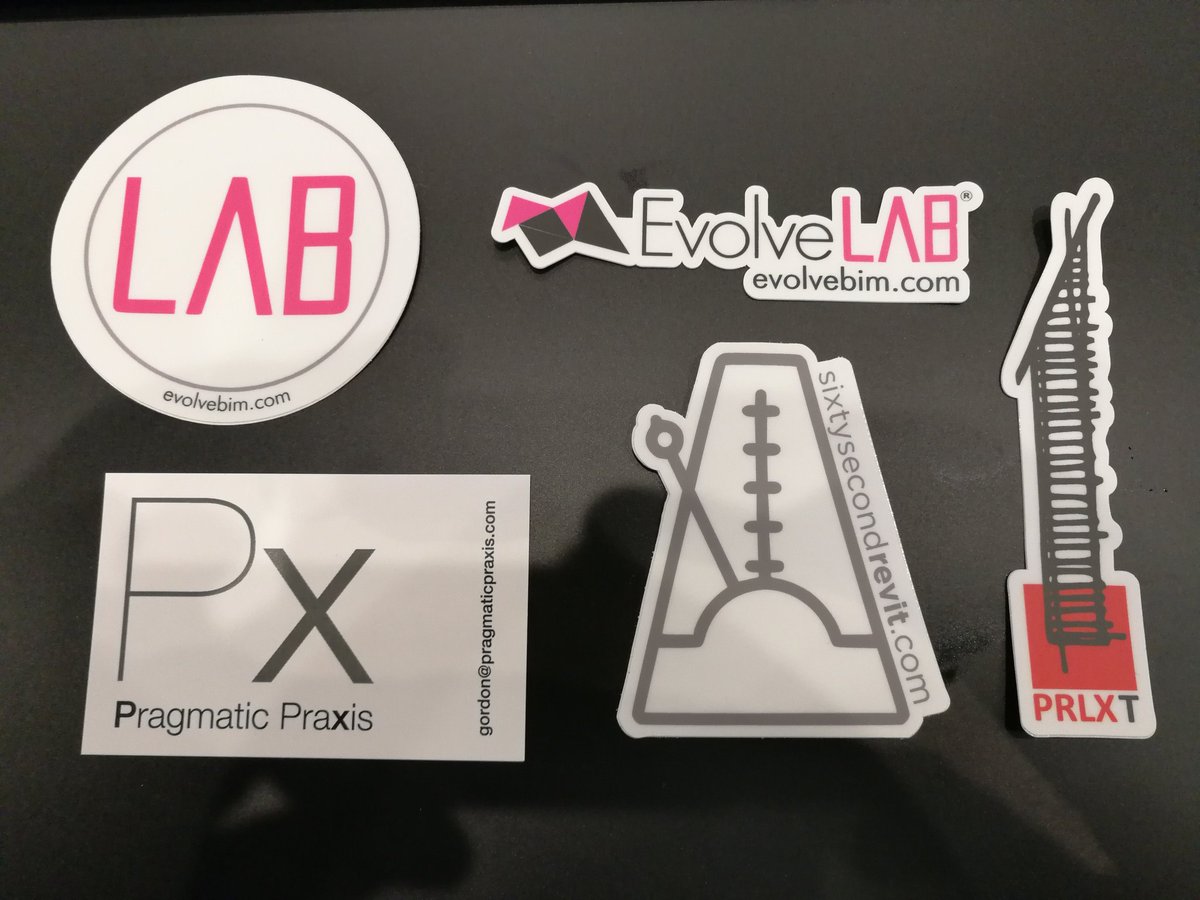 LAB
evolvebim.com
EvolveLAB®
evolvebim.com
Px
Pragmatic Praxis
gordon@pragmaticpraxis.com
sixtysecondrevit.com
PRLXT